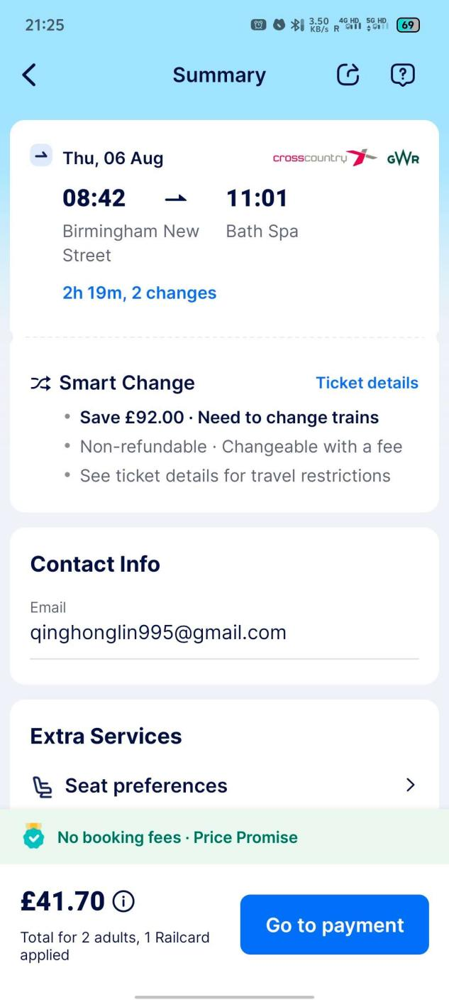 21:25
3.50 KB/s R 4G HD 5G HD 69
Summary
Thu, 06 Aug crosscountry GWR
08:42 11:01
Birmingham New Bath Spa
Street
2h 19m, 2 changes
Smart Change Ticket details
• Save £92.00 · Need to change trains
• Non-refundable · Changeable with a fee
• See ticket details for travel restrictions
Contact Info
Email
qinghonglin995@gmail.com
Extra Services
Seat preferences
No booking fees · Price Promise
£41.70
Go to payment
Total for 2 adults, 1 Railcard
applied